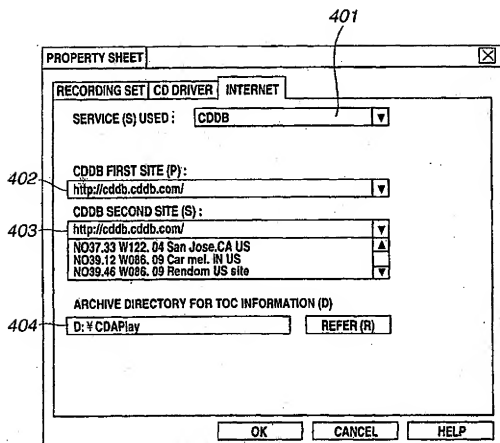 401
PROPERTY SHEET
RECORDING SET CD DRIVER INTERNET
SERVICE (S) USED : CDDB
CDDB FIRST SITE (P) :
402
http://cddb.cddb.com/
CDDB SECOND SITE (S) :
403
http://cddb.cddb.com/
NO37.33 W122. 04 San Jose.CA US
NO39.12 W086. 09 Car mel. IN US
NO39.46 W086. 09 Rendom US site
ARCHIVE DIRECTORY FOR TOC INFORMATION (D)
404
D: ¥ CDAPlay REFER (R)
OK CANCEL HELP